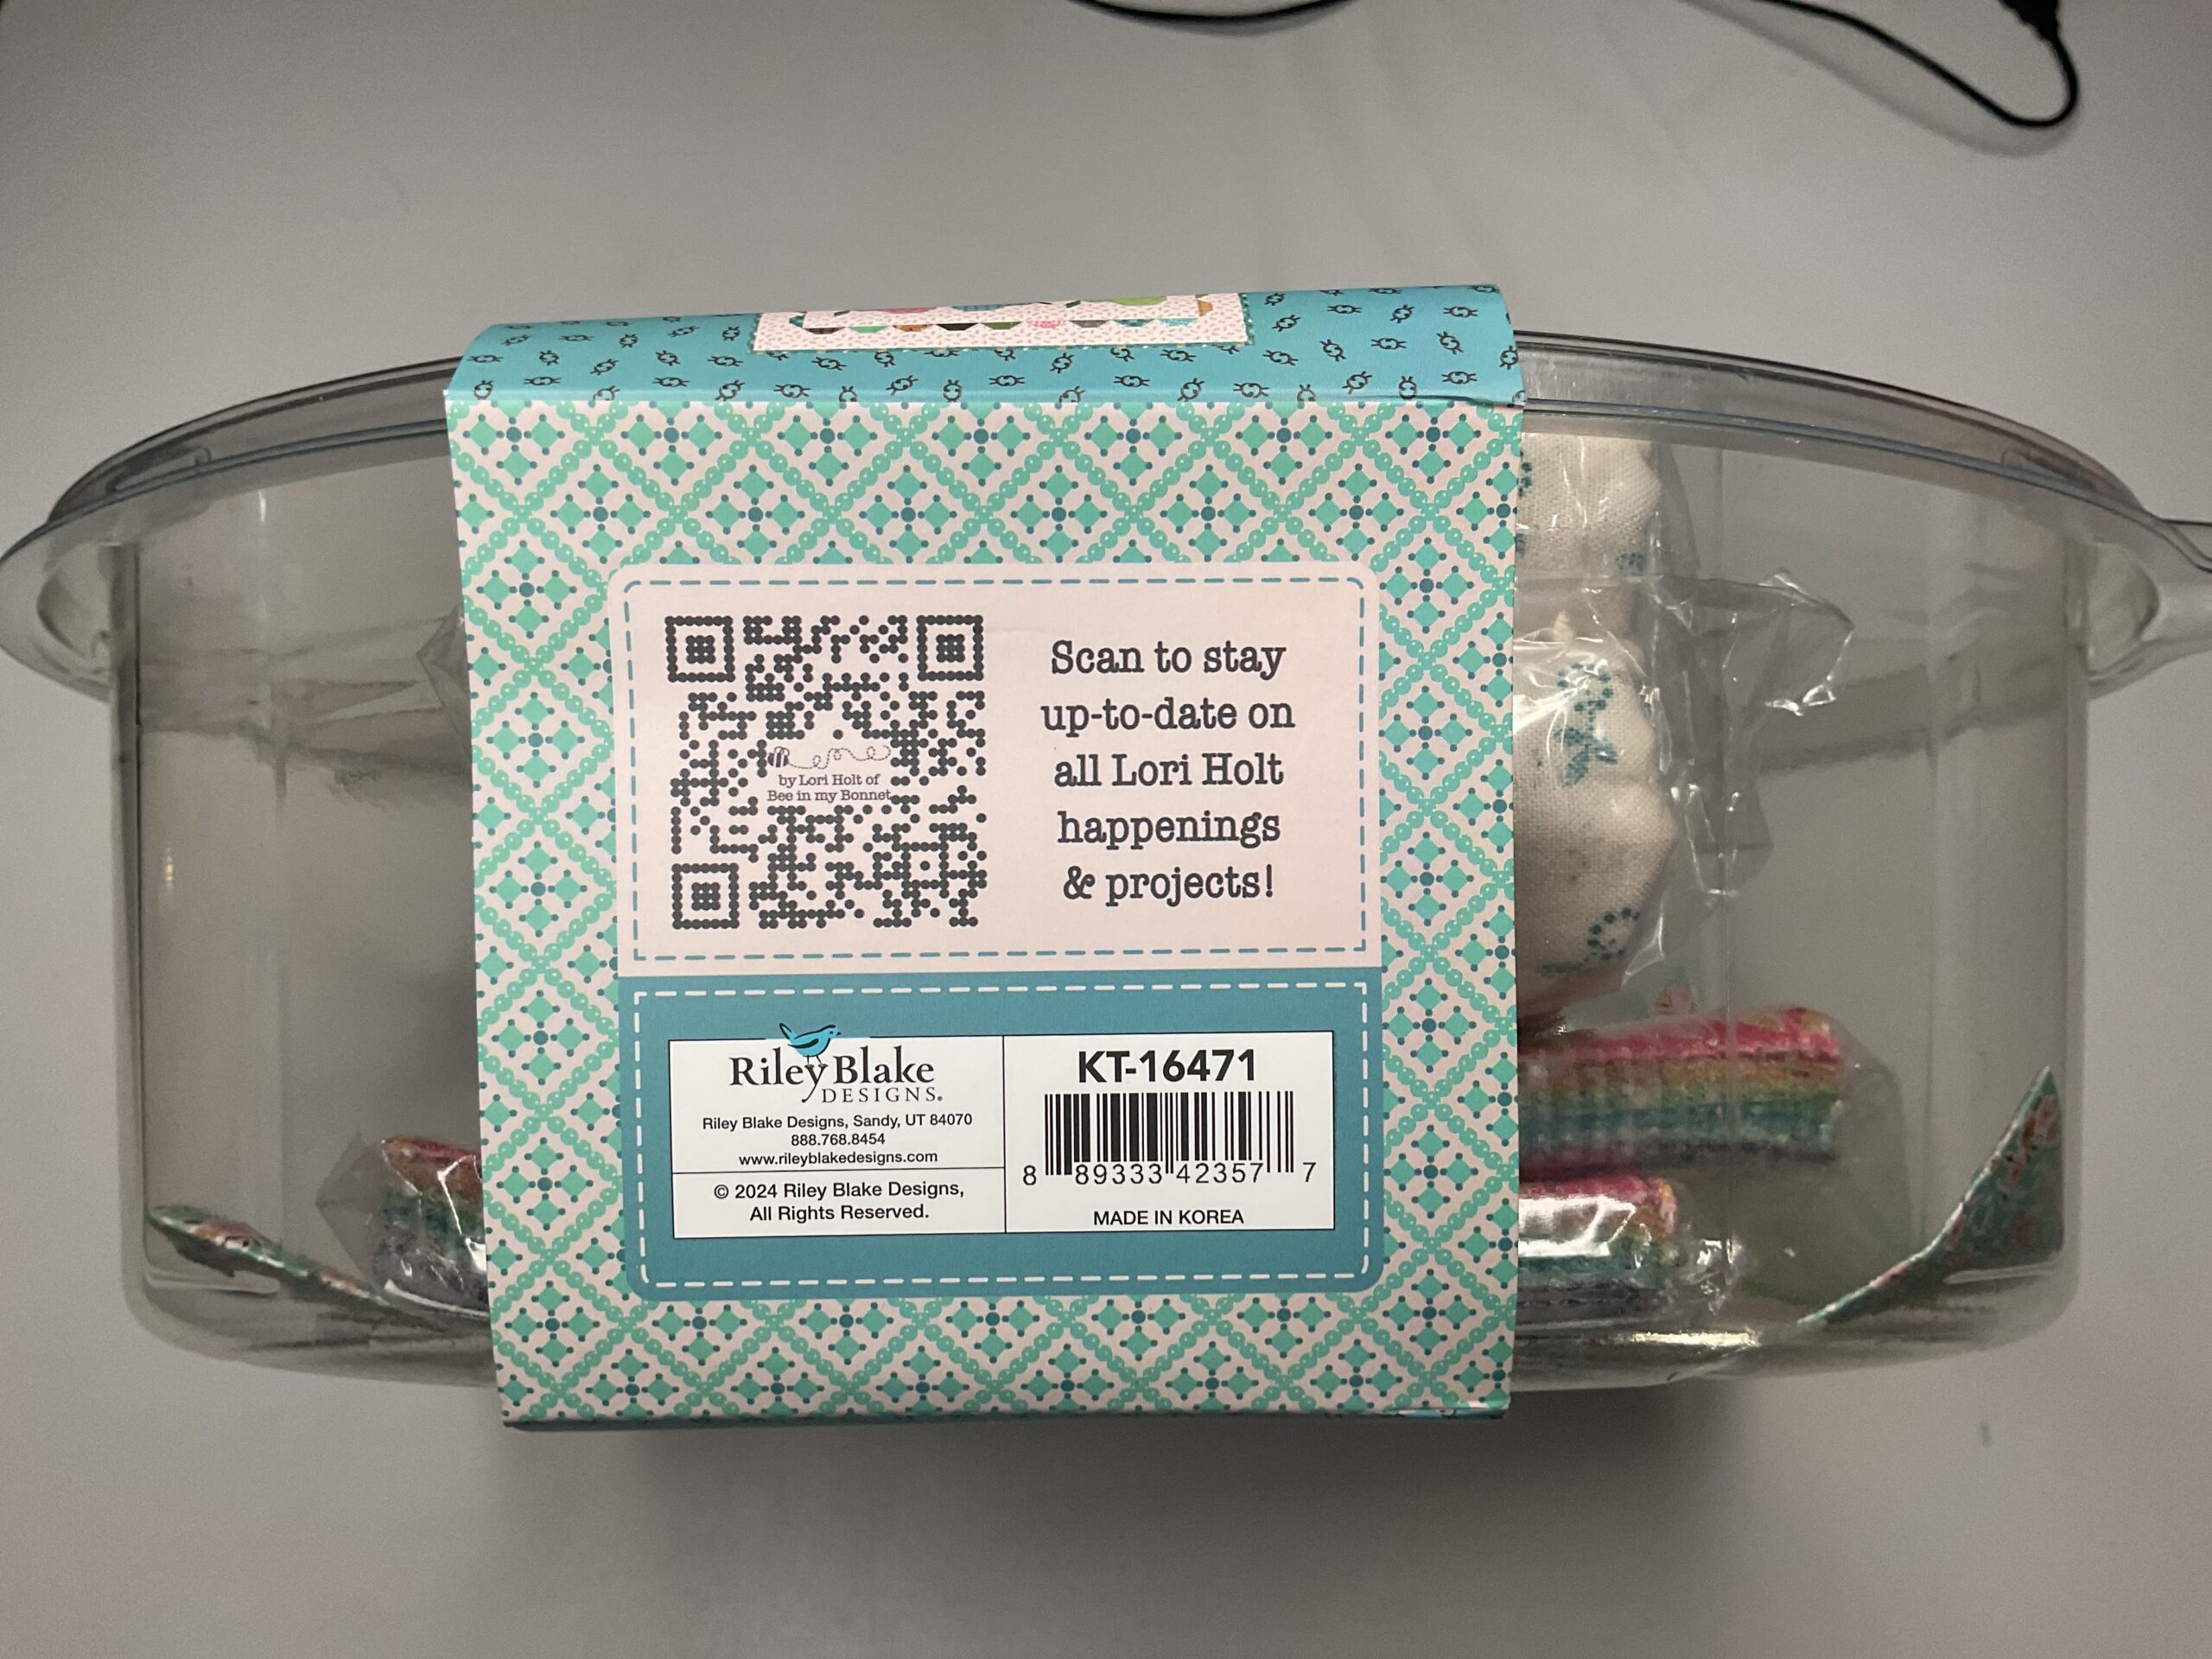 by Lori Holt of
Bee in my Bonnet
Scan to stay
up-to-date on
all Lori Holt
happenings
& projects!
Riley Blake
DESIGNS®
Riley Blake Designs, Sandy, UT 84070
888.768.8454
www.rileyblakedesigns.com
© 2024 Riley Blake Designs,
All Rights Reserved.
KT-16471
8 89333 42357 7
MADE IN KOREA